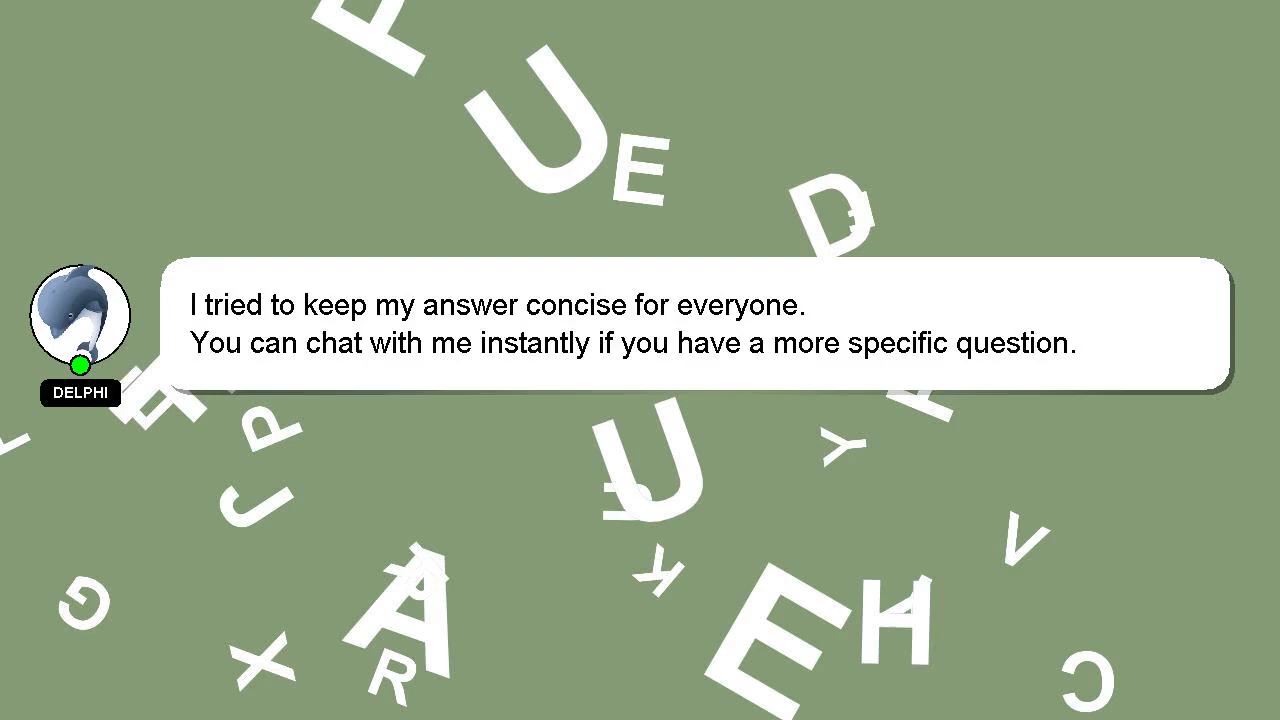 I tried to keep my answer concise for everyone.
You can chat with me instantly if you have a more specific question.
DELPHI
P
U
E
D
P
J
U
Y
V
K
G
A
E
H
X
R
C